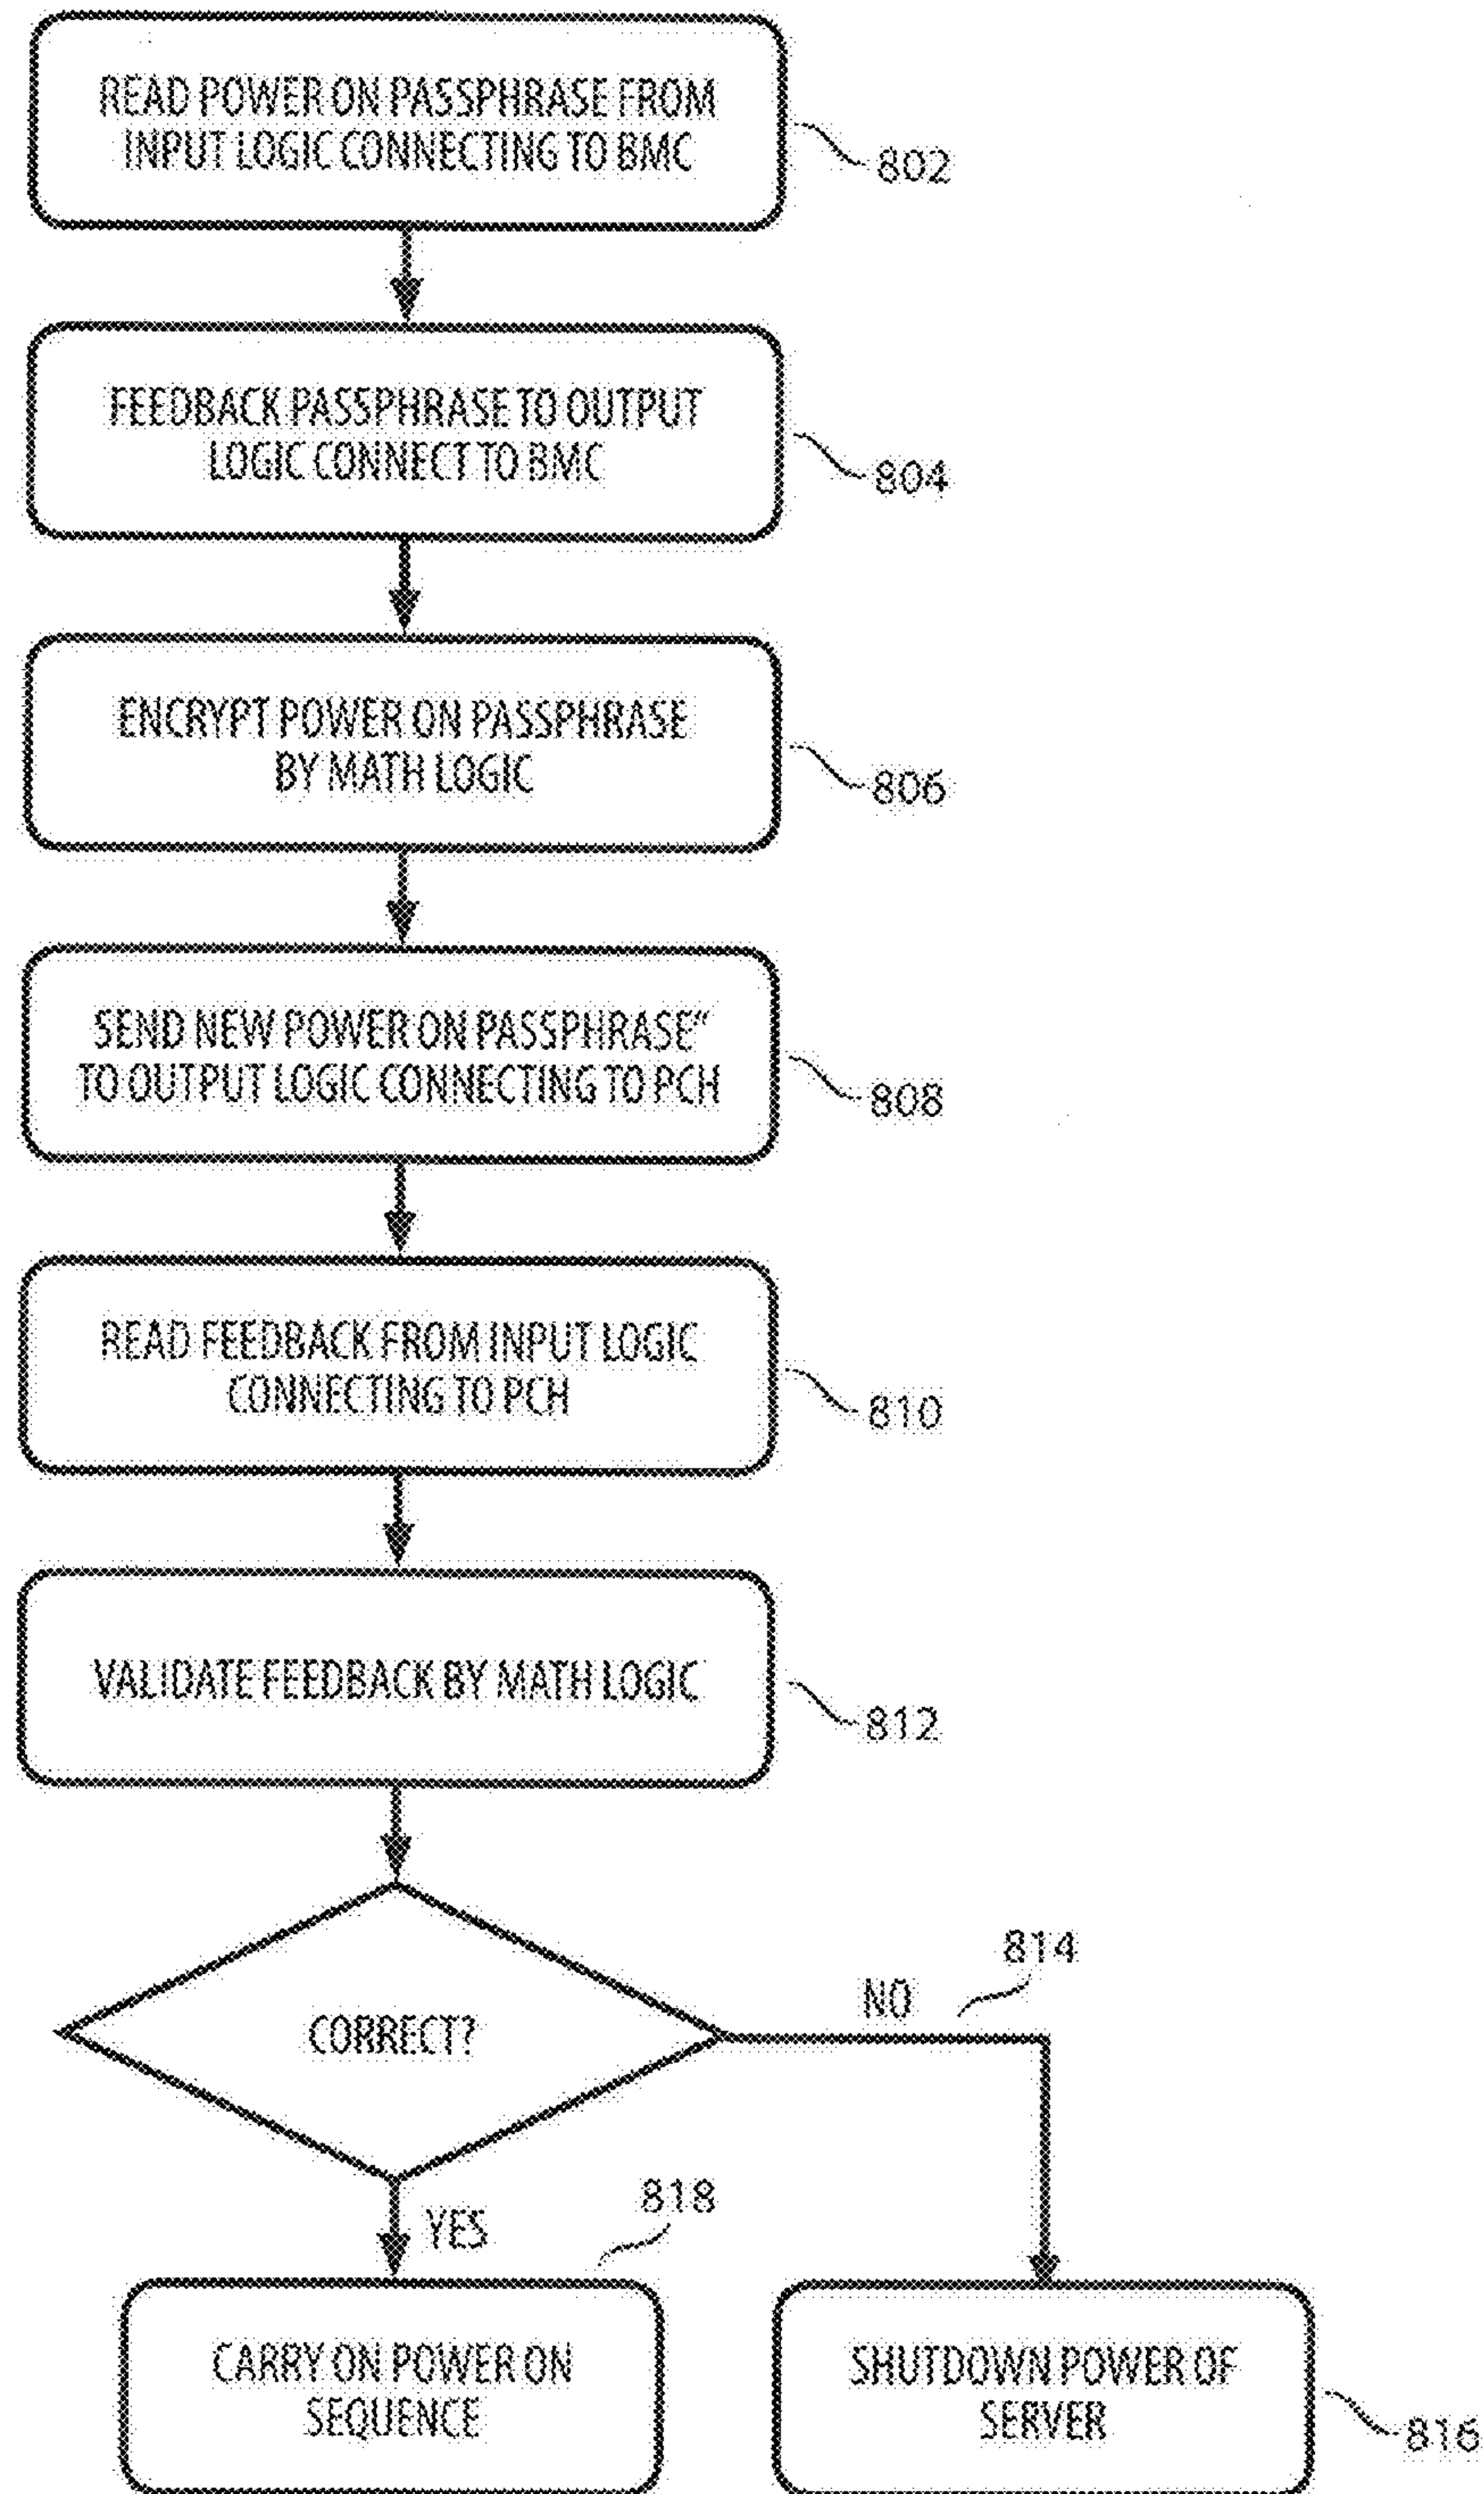 READ POWER ON PASSPHRASE FROM
INPUT LOGIC CONNECTING TO BMC
802
FEEDBACK PASSPHRASE TO OUTPUT
LOGIC CONNECT TO BMC
804
ENCRYPT POWER ON PASSPHRASE
BY MATH LOGIC
806
SEND NEW POWER ON PASSPHRASE"
TO OUTPUT LOGIC CONNECTING TO PCH
808
READ FEEDBACK FROM INPUT LOGIC
CONNECTING TO PCH
810
VALIDATE FEEDBACK BY MATH LOGIC
812
CORRECT?
NO
814
YES
818
CARRY ON POWER ON
SEQUENCE
SHUTDOWN POWER OF
SERVER
816